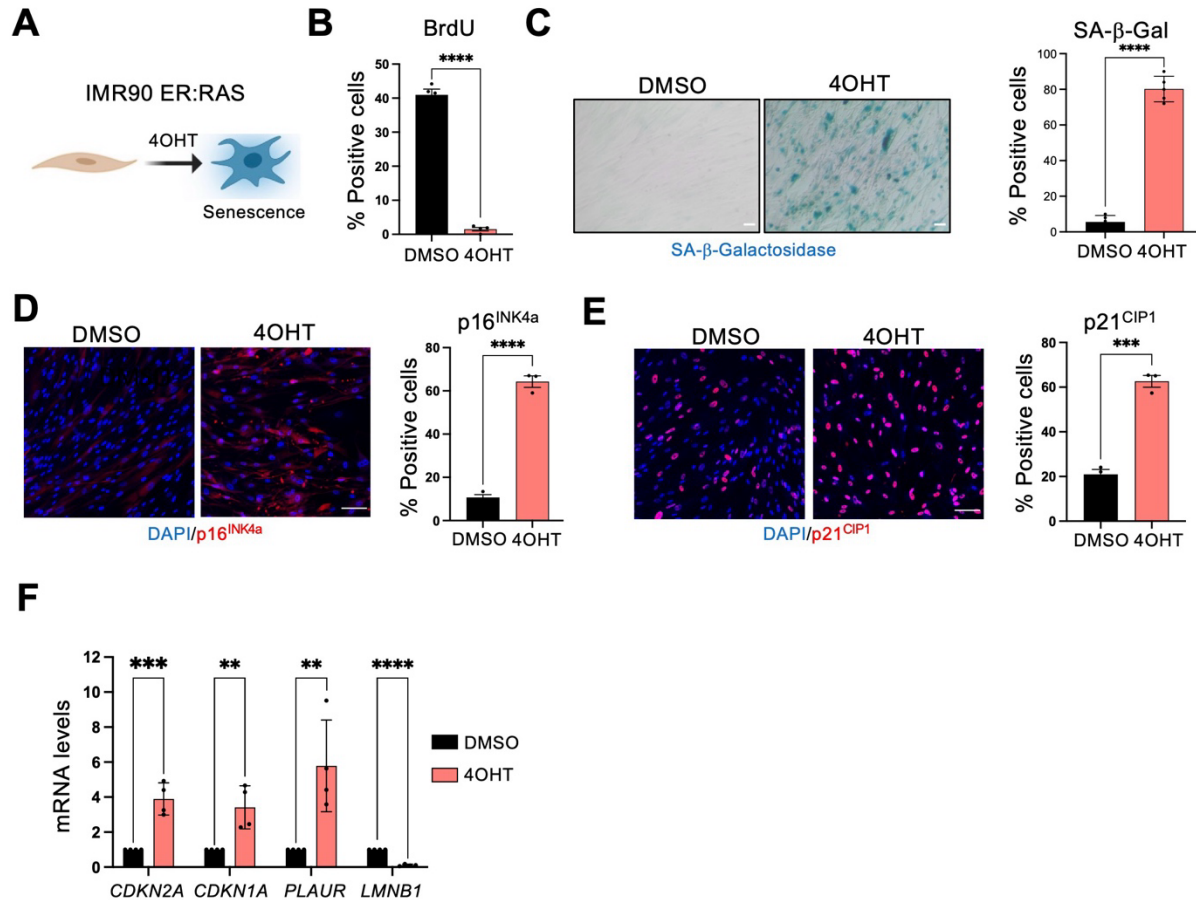 A
IMR90 ER:RAS
4OHT
Senescence
B
BrdU
****
% Positive cells
50
40
30
20
10
0
DMSO 4OHT
C
DMSO 4OHT
SA-β-Galactosidase
SA-β-Gal
****
% Positive cells
100
80
60
40
20
0
DMSO 4OHT
D
DMSO 4OHT
DAPI/p16INK4a
p16INK4a
****
% Positive cells
80
60
40
20
0
DMSO 4OHT
E
DMSO 4OHT
DAPI/p21CIP1
p21CIP1
***
% Positive cells
80
60
40
20
0
DMSO 4OHT
F
mRNA levels
12
10
8
6
4
2
0
*** ** ** ****
CDKN2A CDKN1A PLAUR LMNB1
DMSO
4OHT